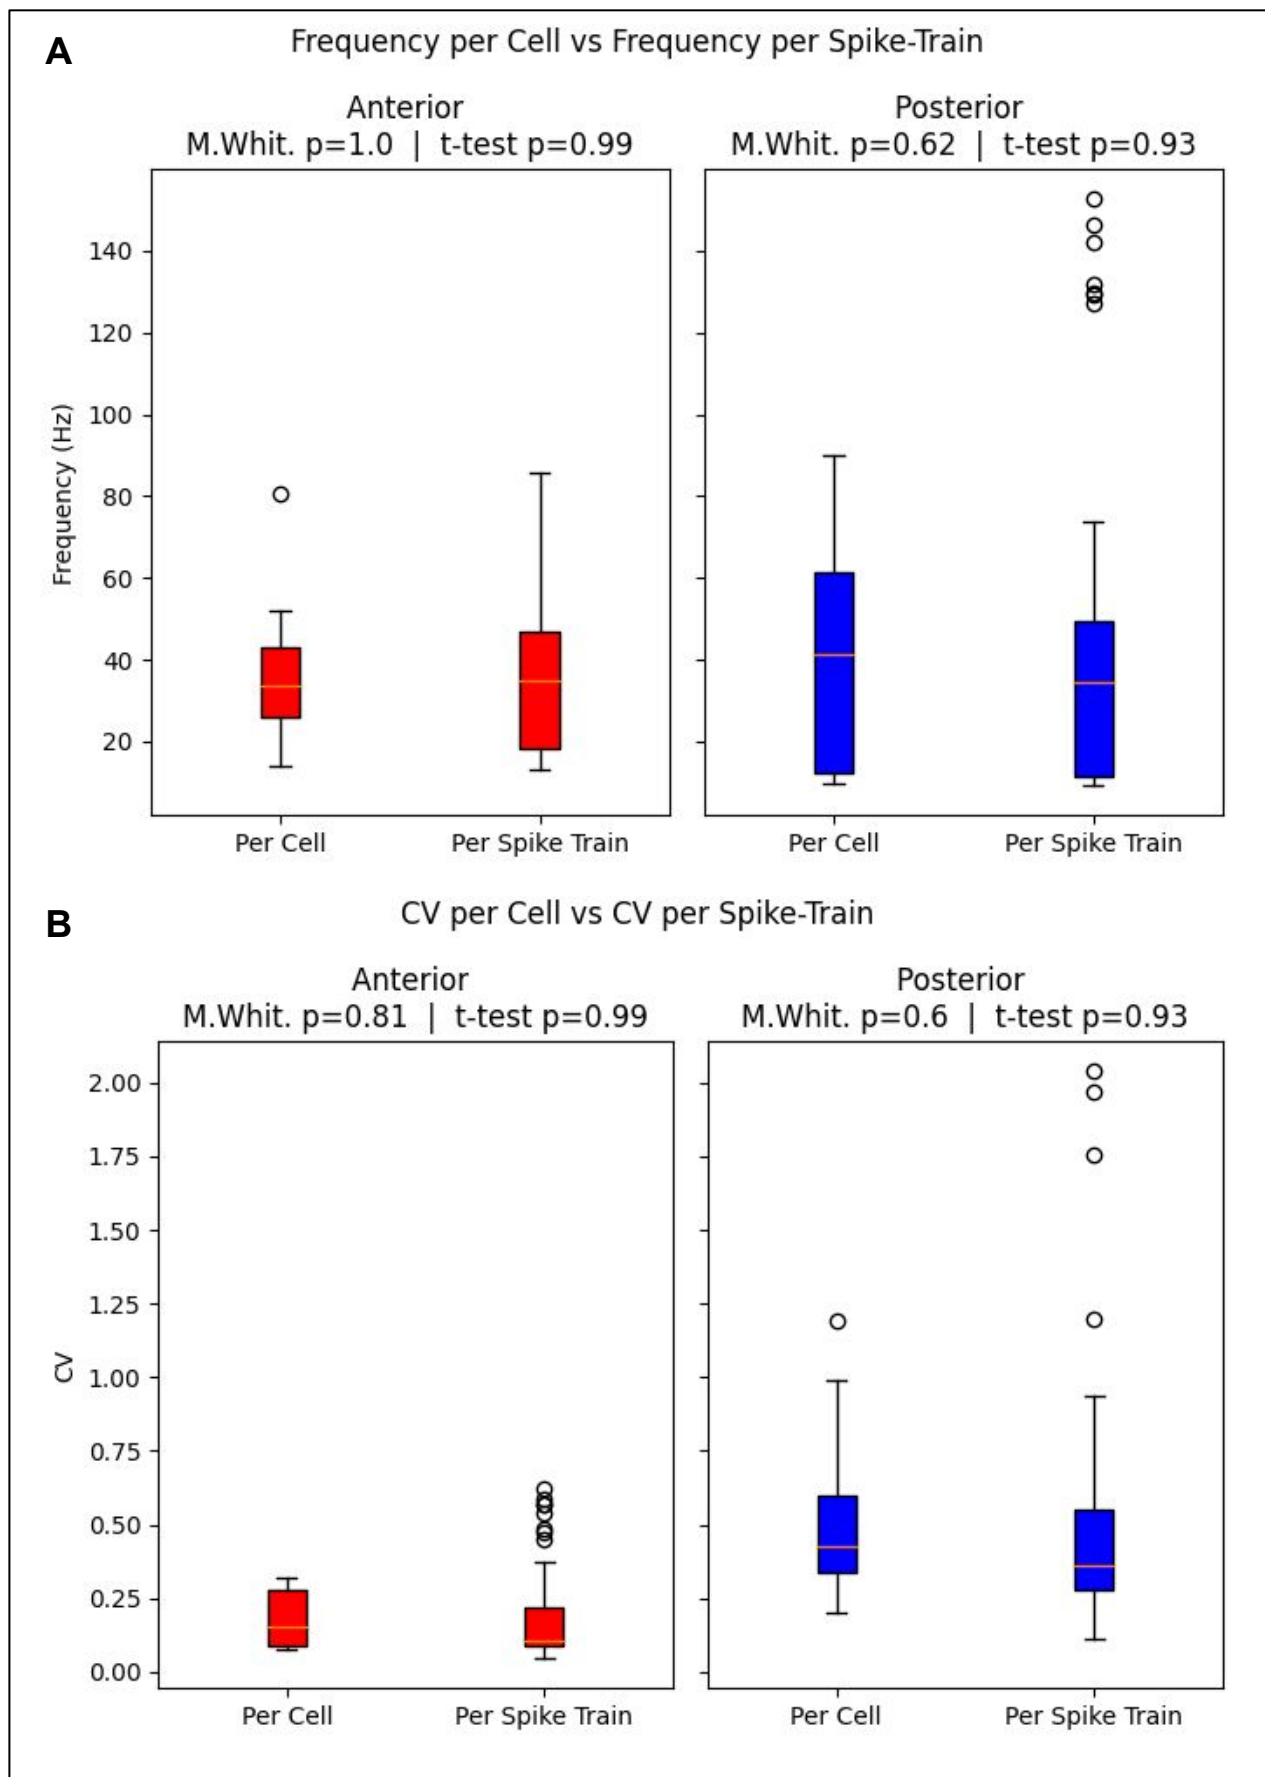 A
Frequency per Cell vs Frequency per Spike-Train
Anterior
M.Whit. p=1.0 | t-test p=0.99
Posterior
M.Whit. p=0.62 | t-test p=0.93
Frequency (Hz)
140
120
100
80
60
40
20
Per Cell
Per Spike Train
Per Cell
Per Spike Train
B
CV per Cell vs CV per Spike-Train
Anterior
M.Whit. p=0.81 | t-test p=0.99
Posterior
M.Whit. p=0.6 | t-test p=0.93
CV
2.00
1.75
1.50
1.25
1.00
0.75
0.50
0.25
0.00
Per Cell
Per Spike Train
Per Cell
Per Spike Train